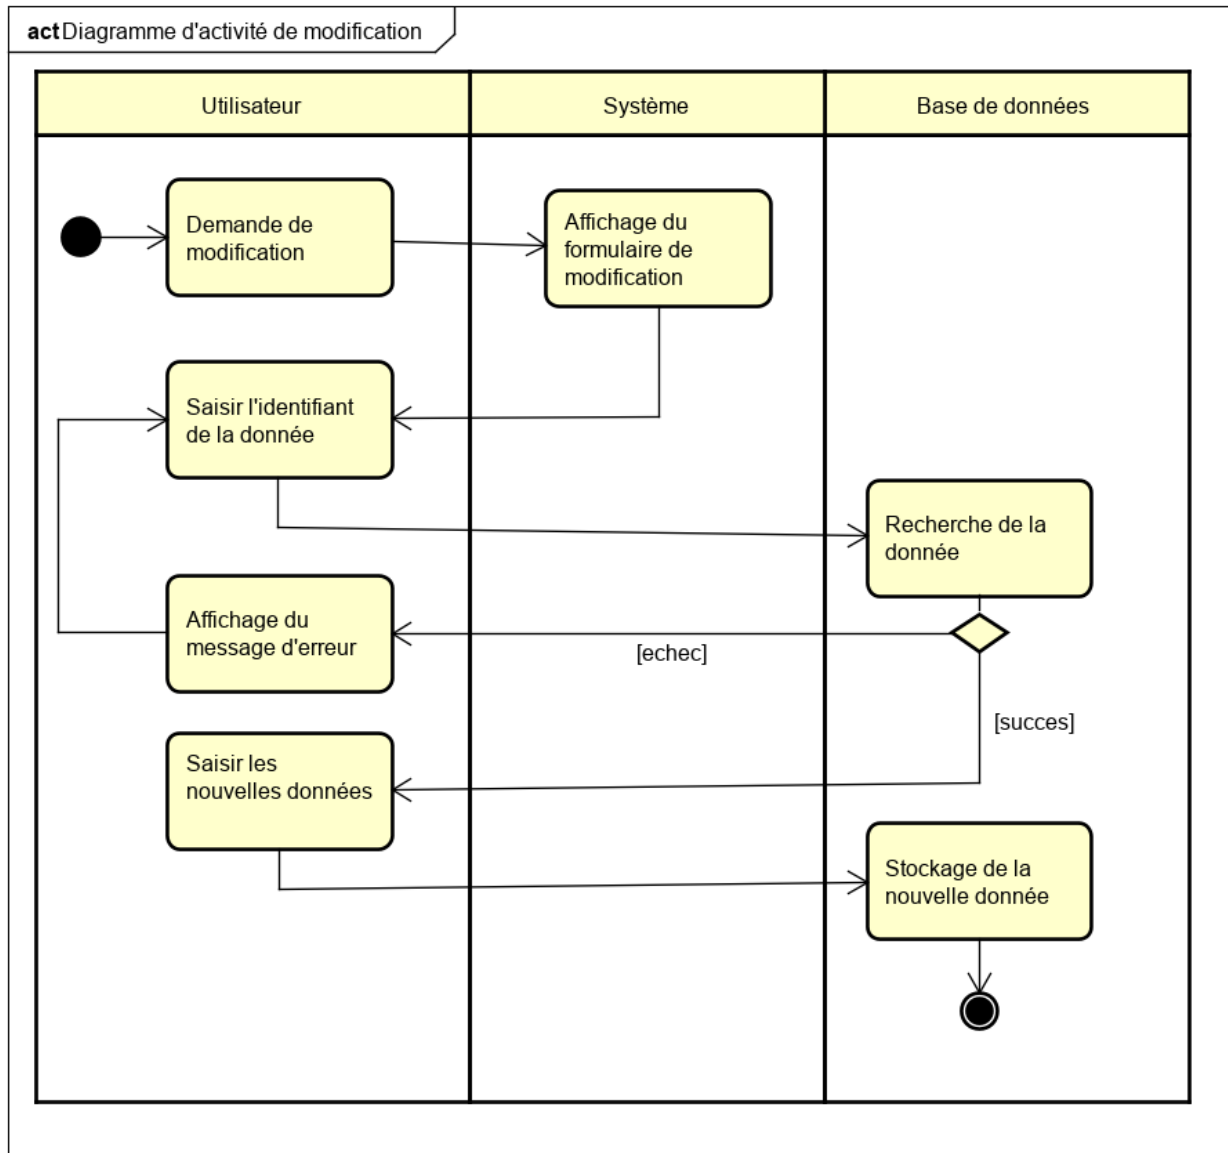 act Diagramme d'activité de modification
Utilisateur
Système
Base de données
Demande de
modification
Affichage du
formulaire de
modification
Saisir l'identifiant
de la donnée
Recherche de la
donnée
Affichage du
message d'erreur
[echec]
[succes]
Saisir les
nouvelles données
Stockage de la
nouvelle donnée